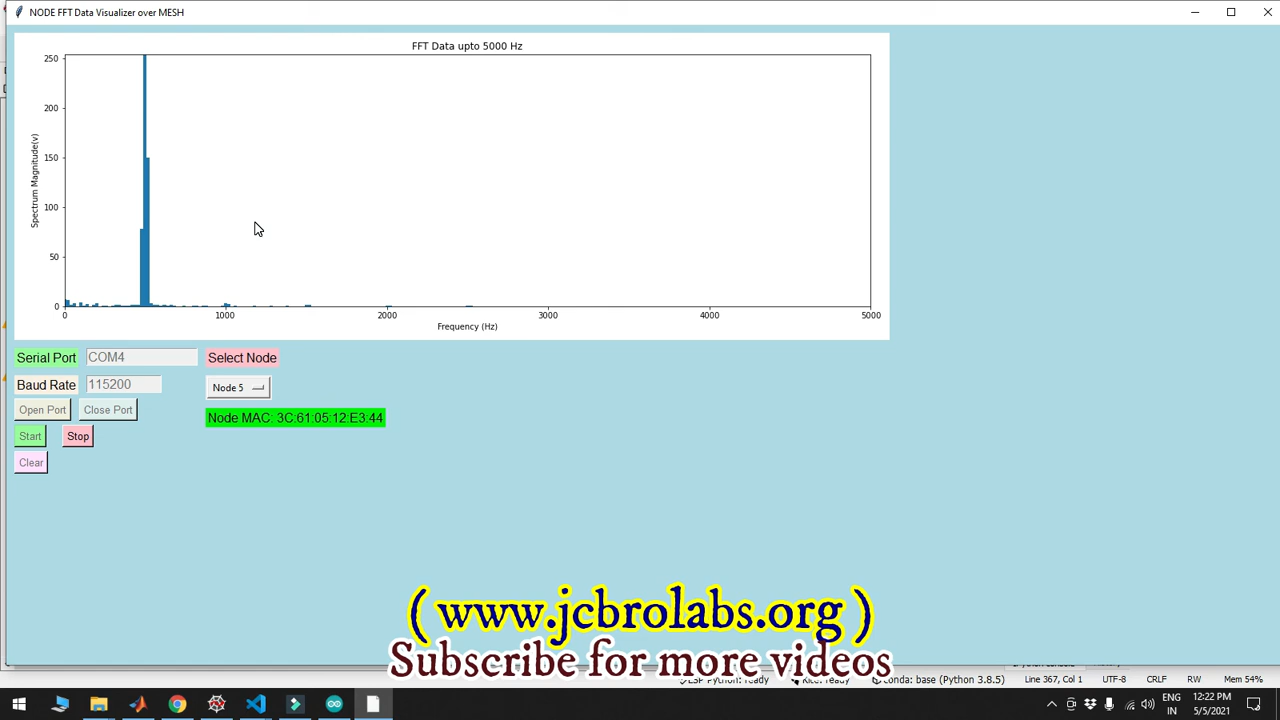 NODE FFT Data Visualizer over MESH
FFT Data upto 5000 Hz
250
200
150
100
50
0
Spectrum Magnitude(v)
0 1000 2000 3000 4000 5000
Frequency (Hz)
Serial Port COM4 Select Node
Baud Rate 115200 Node 5
Open Port Close Port
Node MAC: 3C:61:05:12:E3:44
Start Stop
Clear
( www.jcbrolabs.org )
Subscribe for more videos
ready conda: base (Python 3.8.5) Line 367, Col 1 UTF-8 CRLF RW Mem 54%
ENG 12:22 PM
IN 5/5/2021